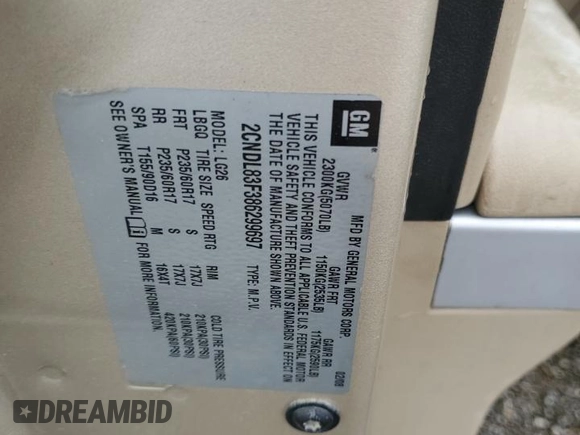 GM
MFD BY GENERAL MOTORS CORP.
02/08
GVWR GAWR FRT GAWR RR
2300KG(5070LB) 1150KG(2535LB) 1175KG(2590LB)
THIS VEHICLE CONFORMS TO ALL APPLICABLE U.S. FEDERAL MOTOR
VEHICLE SAFETY AND THEFT PREVENTION STANDARDS IN EFFECT ON
THE DATE OF MANUFACTURE SHOWN ABOVE.
2CNDL83F386299697 TYPE: M.P.V.
MODEL: LG26
LBGQ TIRE SIZE SPEED RTG RIM COLD TIRE PRESSURE
FRT P235/60R17 S 17X7J 210KPA(30PSI)
RR P235/60R17 S 17X7J 210KPA(30PSI)
SPA T155/90D16 M 16X4T 420KPA(60PSI)
SEE OWNER'S MANUAL FOR MORE INFORMATION
DREAMBID